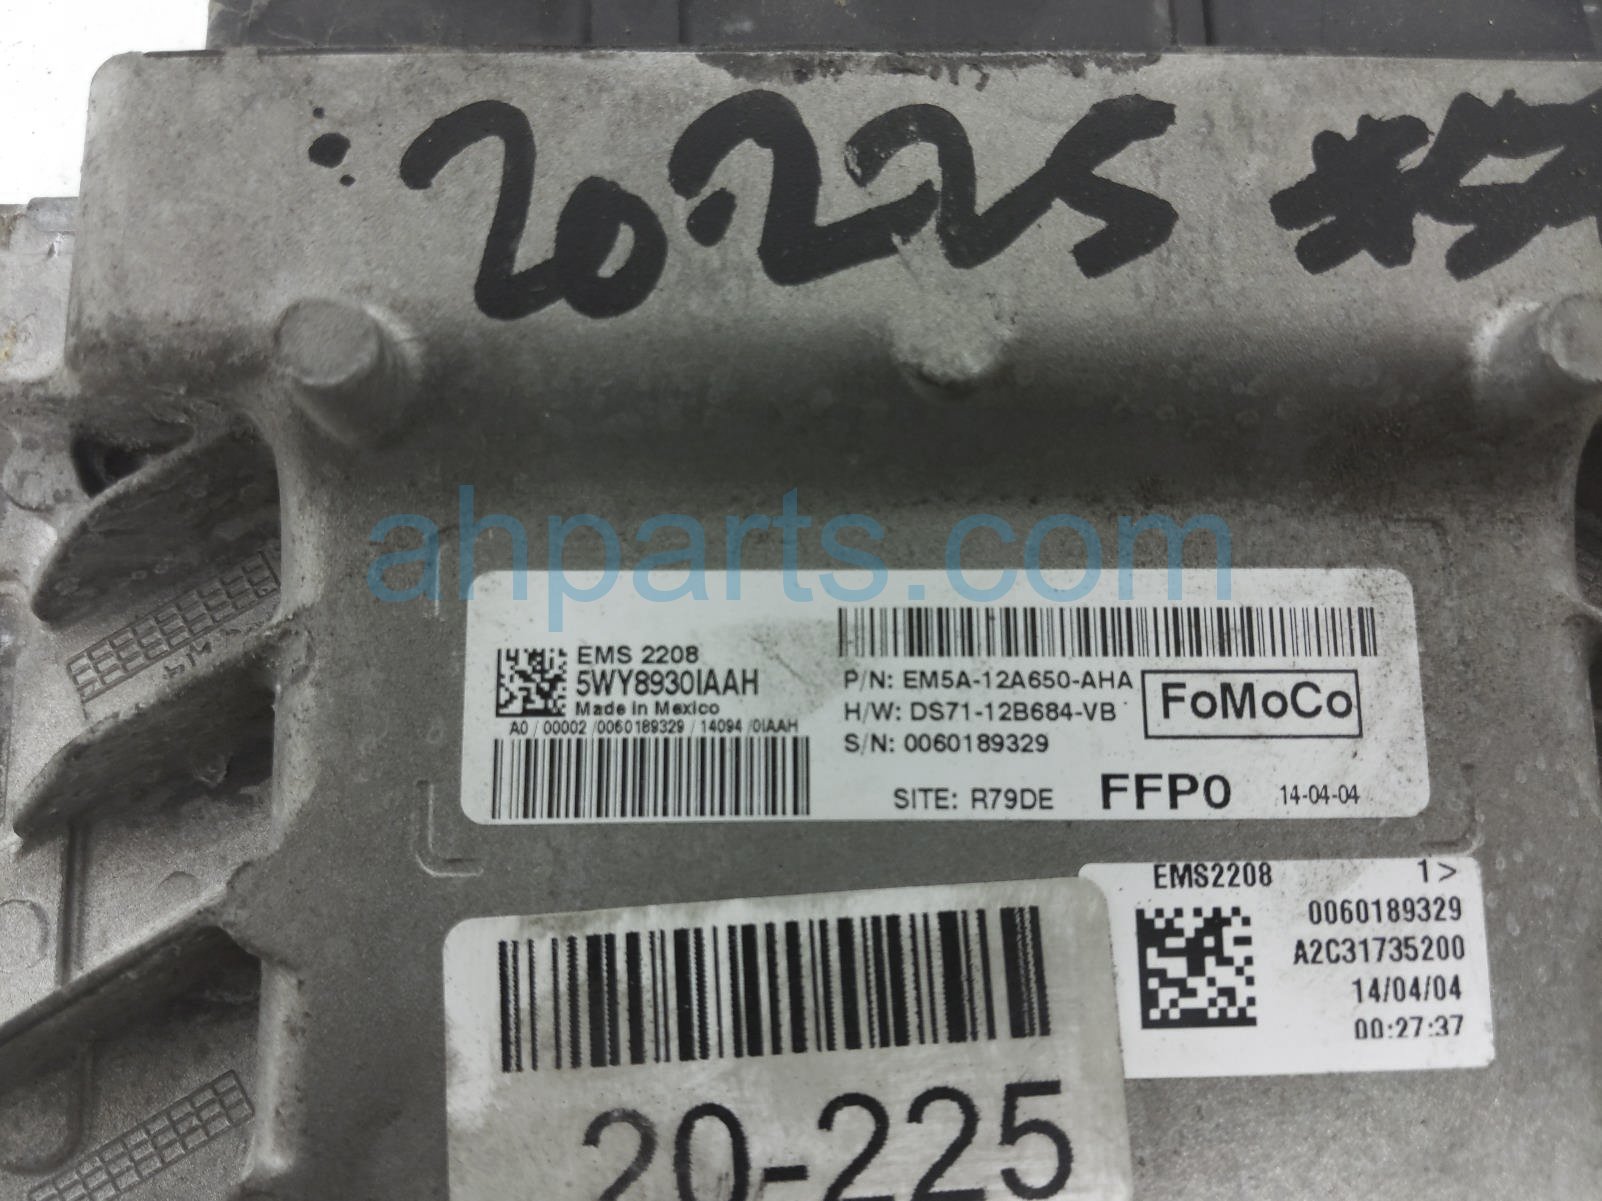 20.225
ahparts.com
EMS 2208
5WY8930IAAH
Made in Mexico
A0 / 00002 /0060189329 / 14094 /0IAAH
P/N: EM5A-12A650-AHA
H/W: DS71-12B684-VB
S/N: 0060189329
FoMoCo
SITE: R79DE FFP0 14-04-04
EMS2208 1>
0060189329
A2C31735200
14/04/04
00:27:37
20-225